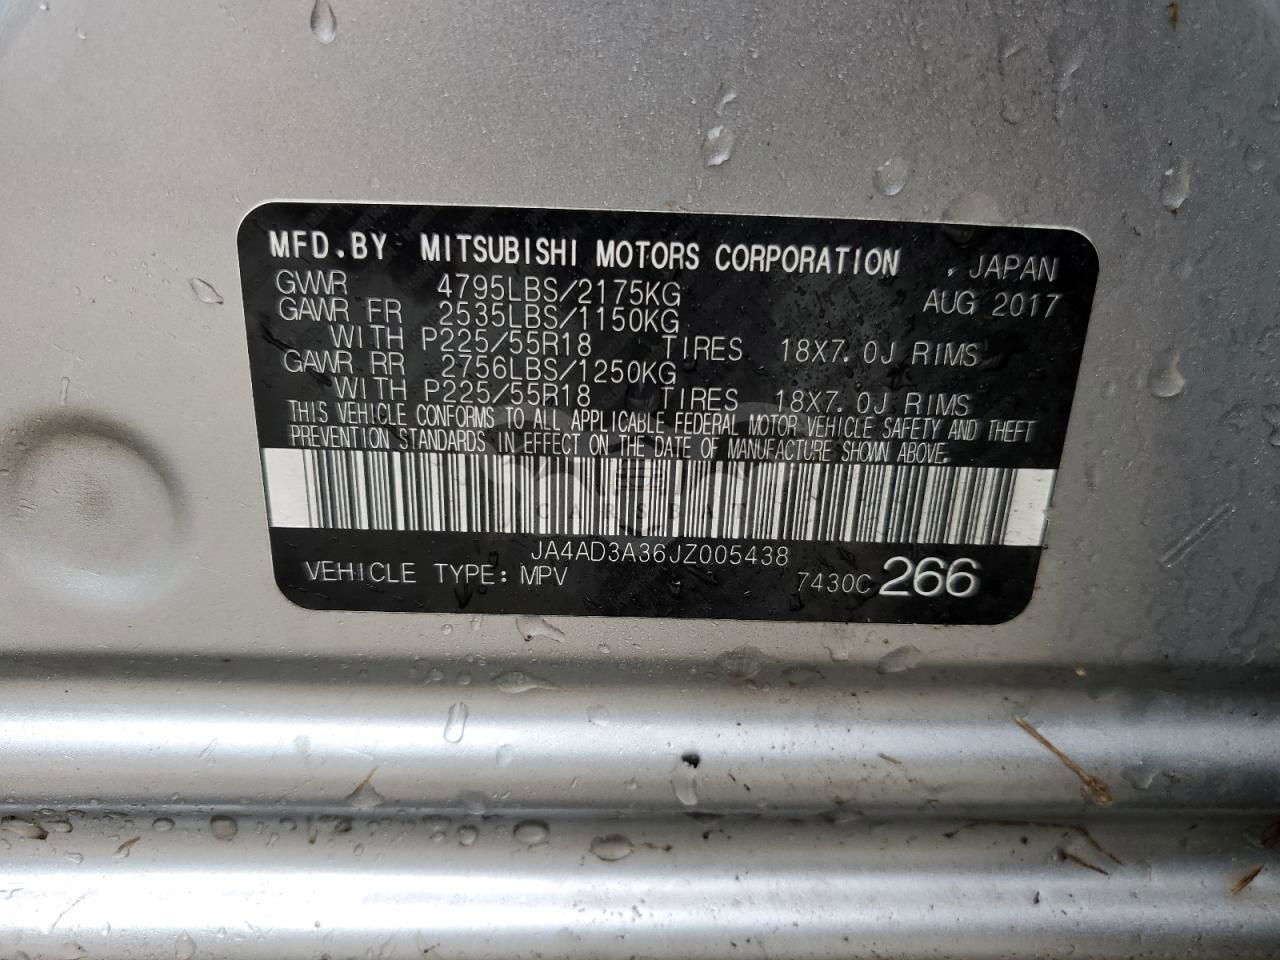 MFD.BY MITSUBISHI MOTORS CORPORATION , JAPAN
GVWR 4795LBS/2175KG AUG 2017
GAWR FR 2535LBS/1150KG
WITH P225/55R18 TIRES 18X7.0J RIMS
GAWR RR 2756LBS/1250KG
WITH P225/55R18 TIRES 18X7.0J RIMS
THIS VEHICLE CONFORMS TO ALL APPLICABLE FEDERAL MOTOR VEHICLE SAFETY AND THEFT
PREVENTION STANDARDS IN EFFECT ON THE DATE OF MANUFACTURE SHOWN ABOVE.
CARSBAT
JA4AD3A36JZ005438
VEHICLE TYPE: MPV 7430C 266